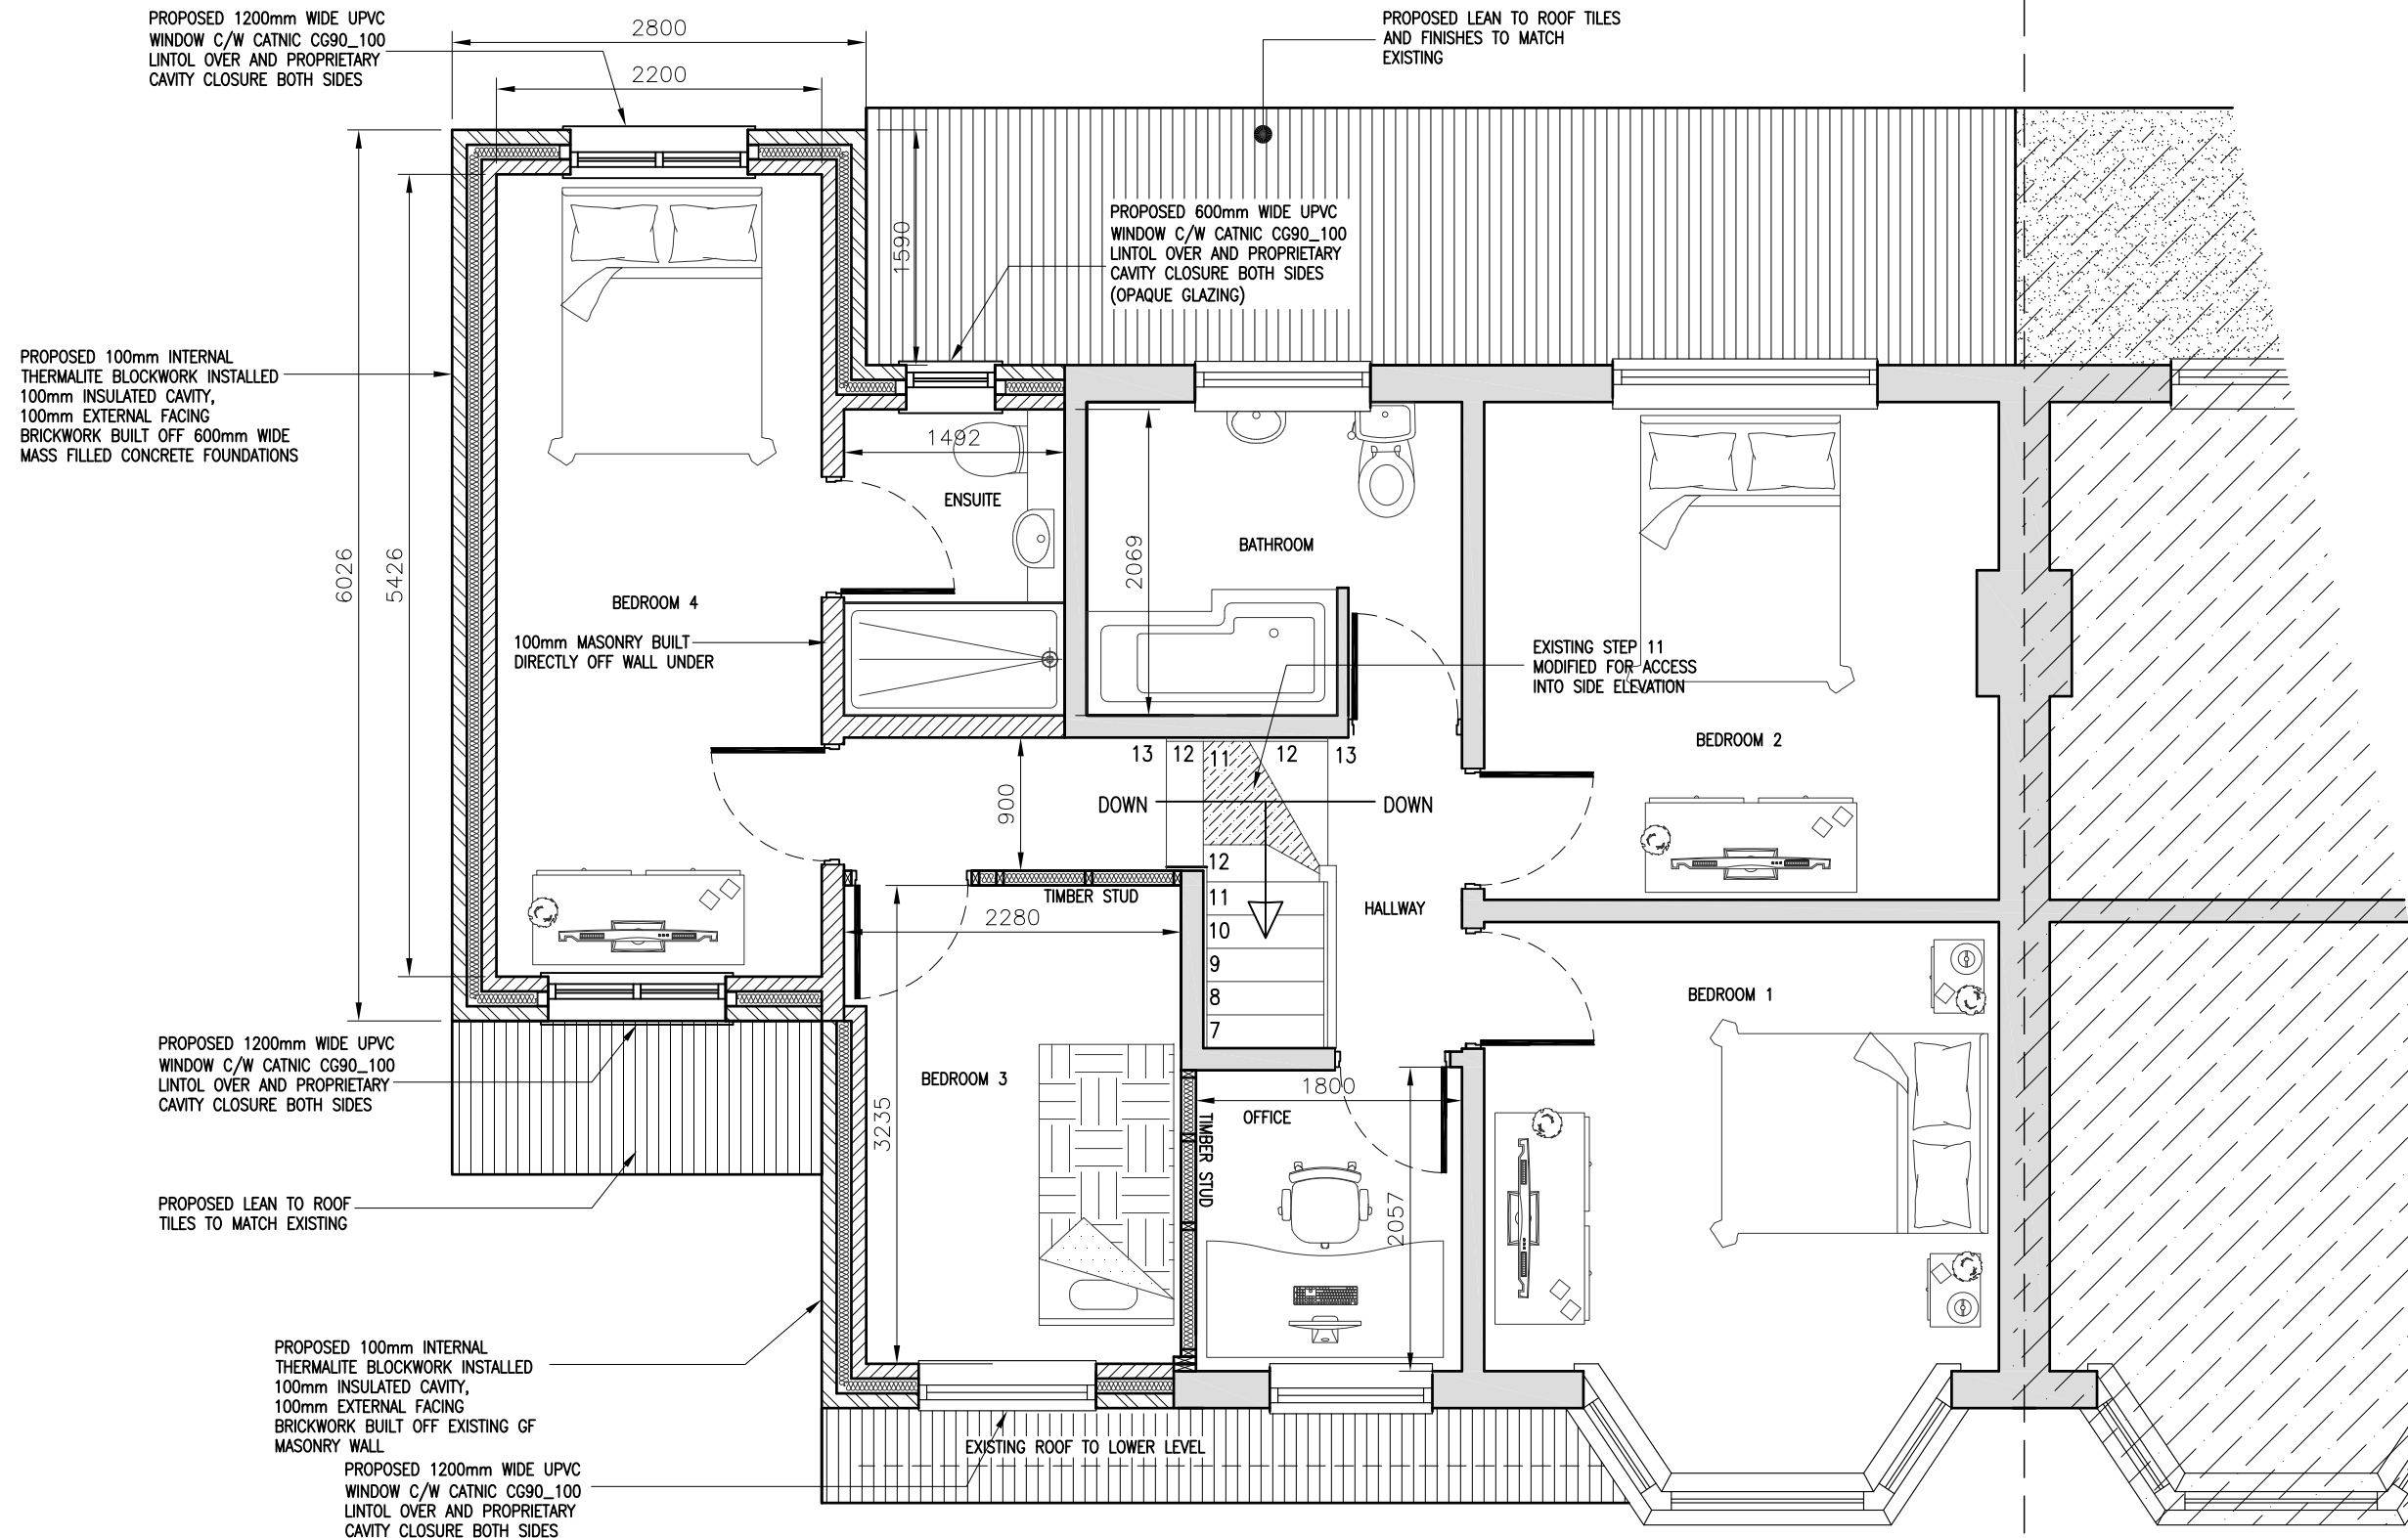 PROPOSED 1200mm WIDE UPVC
WINDOW C/W CATNIC CG90_100
LINTOL OVER AND PROPRIETARY
CAVITY CLOSURE BOTH SIDES
2800
2200
PROPOSED LEAN TO ROOF TILES
AND FINISHES TO MATCH
EXISTING
1590
PROPOSED 600mm WIDE UPVC
WINDOW C/W CATNIC CG90_100
LINTOL OVER AND PROPRIETARY
CAVITY CLOSURE BOTH SIDES
(OPAQUE GLAZING)
PROPOSED 100mm INTERNAL
THERMALITE BLOCKWORK INSTALLED
100mm INSULATED CAVITY,
100mm EXTERNAL FACING
BRICKWORK BUILT OFF 600mm WIDE
MASS FILLED CONCRETE FOUNDATIONS
6026
5426
1492
ENSUITE
2069
BATHROOM
BEDROOM 4
100mm MASONRY BUILT
DIRECTLY OFF WALL UNDER
EXISTING STEP 11
MODIFIED FOR ACCESS
INTO SIDE ELEVATION
BEDROOM 2
13 12 11 12 13
DOWN DOWN
900
12
11
10
9
8
7
TIMBER STUD
2280
HALLWAY
BEDROOM 1
PROPOSED 1200mm WIDE UPVC
WINDOW C/W CATNIC CG90_100
LINTOL OVER AND PROPRIETARY
CAVITY CLOSURE BOTH SIDES
BEDROOM 3
3235
1800
OFFICE
TIMBER STUD
2057
PROPOSED LEAN TO ROOF
TILES TO MATCH EXISTING
PROPOSED 100mm INTERNAL
THERMALITE BLOCKWORK INSTALLED
100mm INSULATED CAVITY,
100mm EXTERNAL FACING
BRICKWORK BUILT OFF EXISTING GF
MASONRY WALL
EXISTING ROOF TO LOWER LEVEL
PROPOSED 1200mm WIDE UPVC
WINDOW C/W CATNIC CG90_100
LINTOL OVER AND PROPRIETARY
CAVITY CLOSURE BOTH SIDES